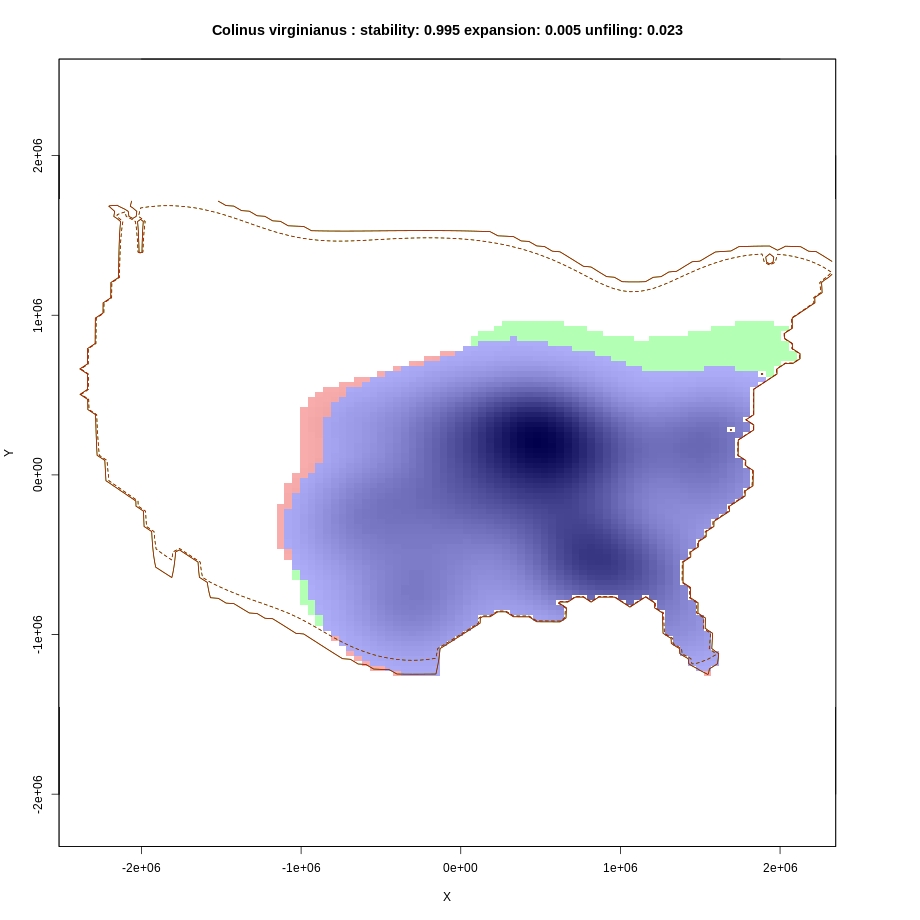 Colinus virginianus : stability: 0.995 expansion: 0.005 unfiling: 0.023
2e+06
1e+06
Y
0e+00
-1e+06
-2e+06
-2e+06 -1e+06 0e+00 1e+06 2e+06
X